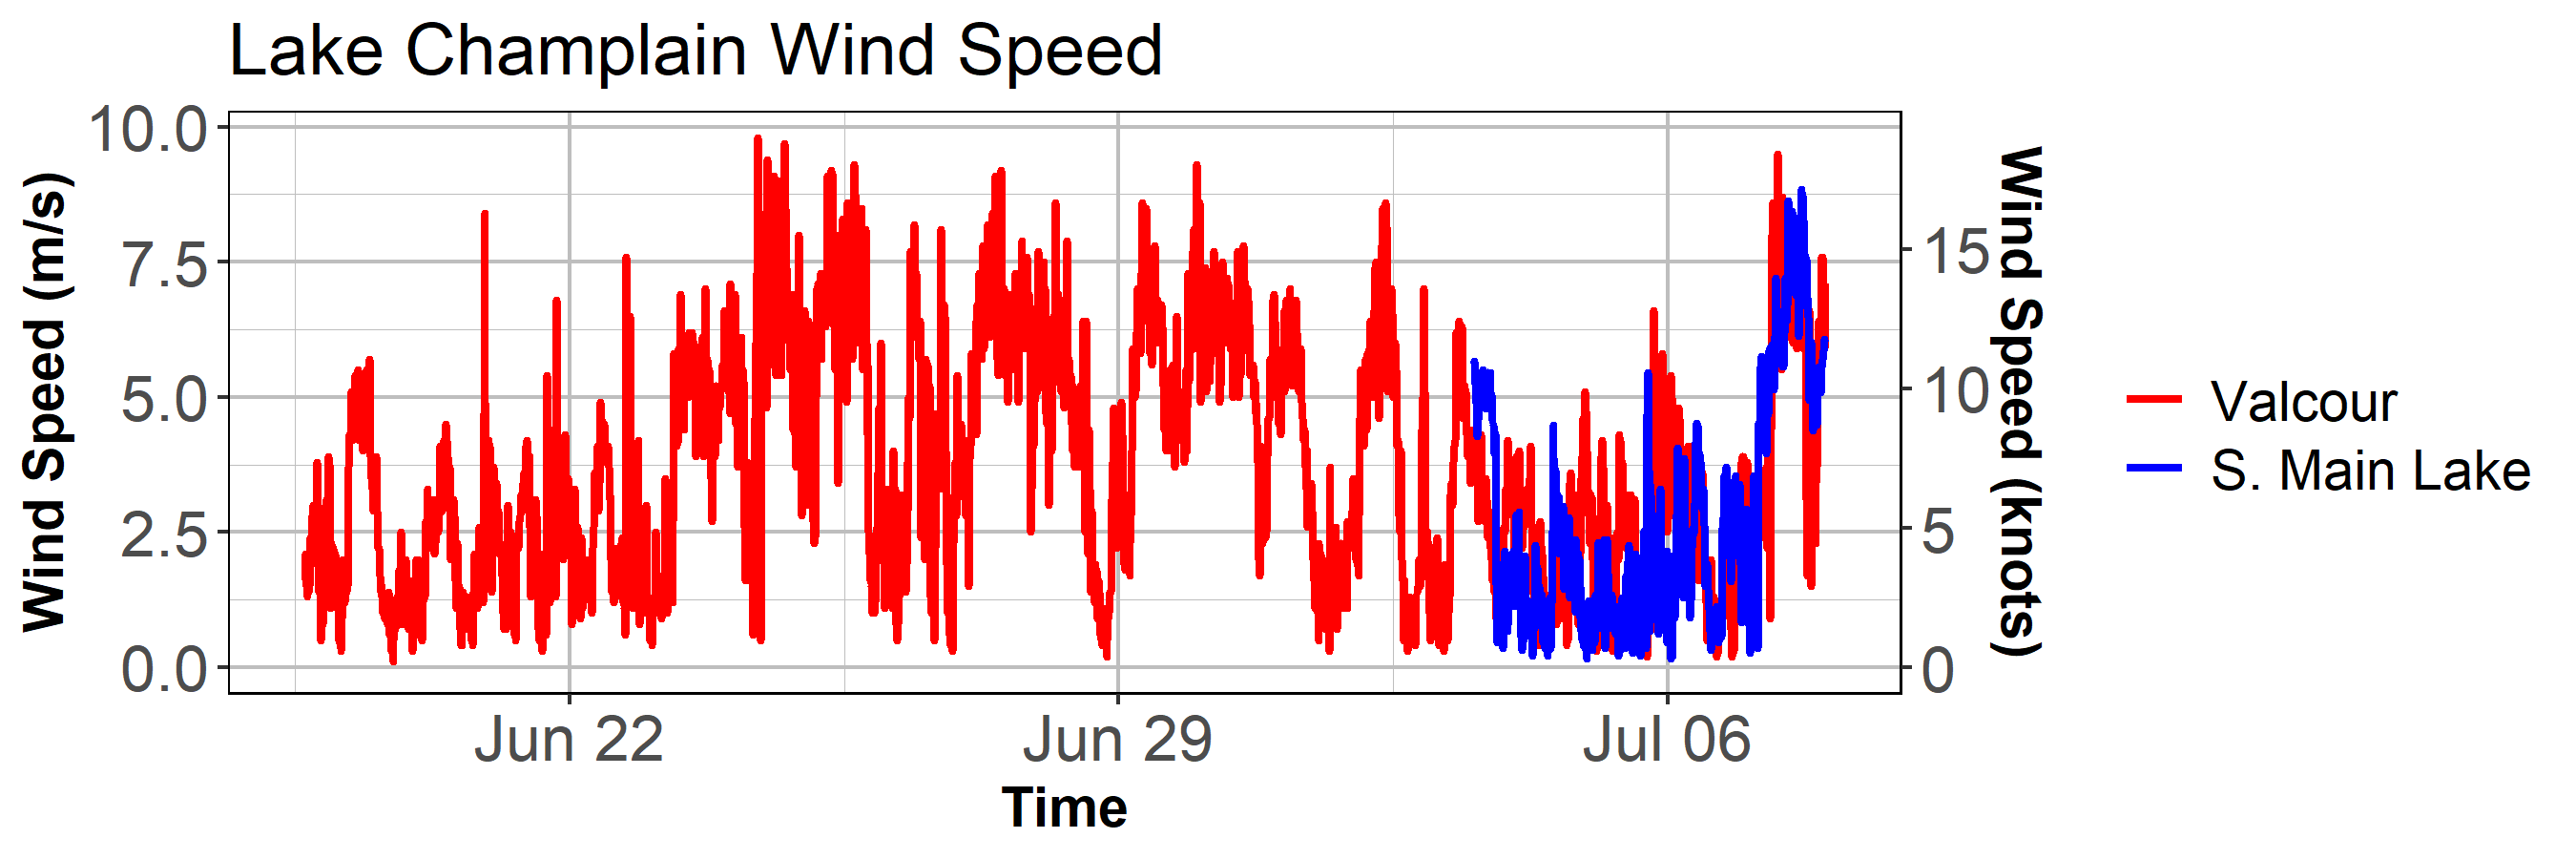 Lake Champlain Wind Speed
10.0
7.5
5.0
2.5
0.0
Wind Speed (m/s)
15
10
5
0
Wind Speed (knots)
Jun 22
Jun 29
Jul 06
Time
Valcour
S. Main Lake